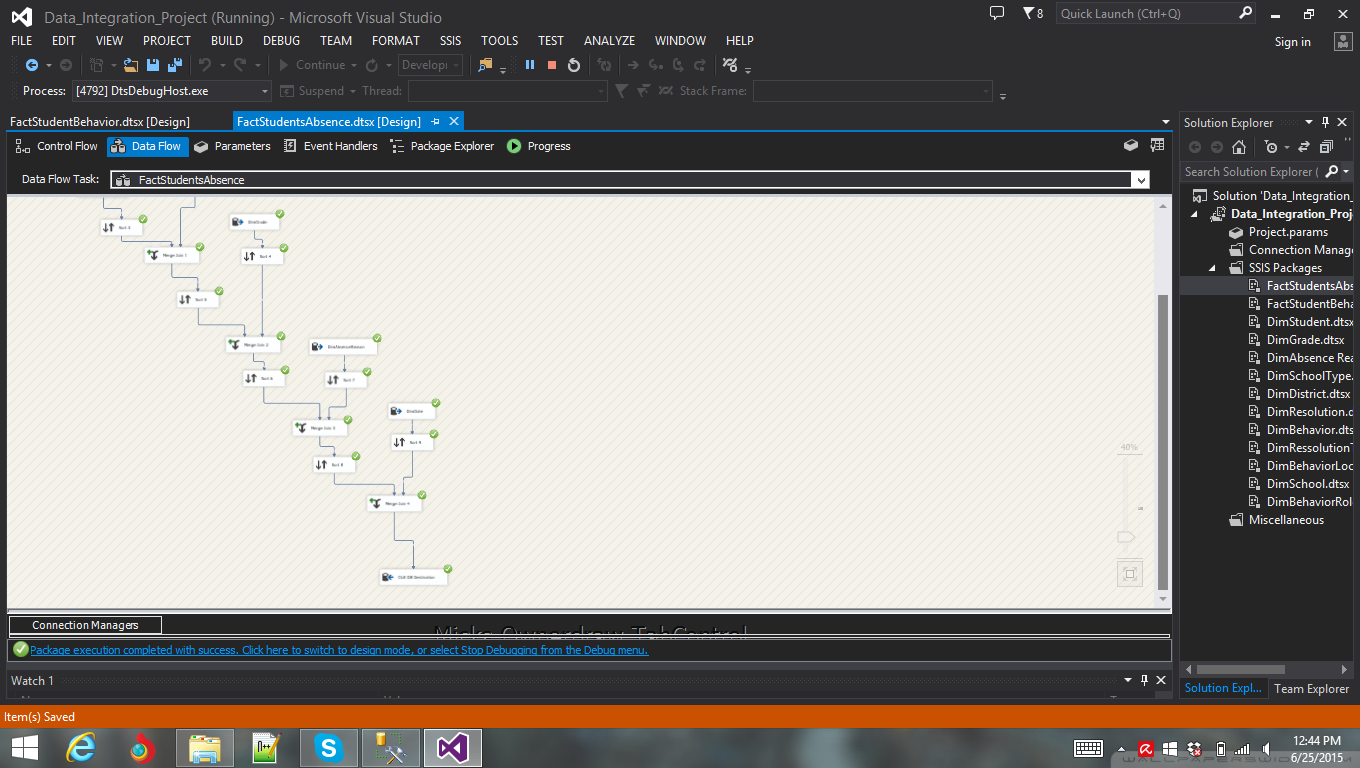 Data_Integration_Project (Running) - Microsoft Visual Studio
8
Quick Launch (Ctrl+Q)
FILE EDIT VIEW PROJECT BUILD DEBUG TEAM FORMAT SSIS TOOLS TEST ANALYZE WINDOW HELP
Sign in
Continue Develop
Process: [4792] DtsDebugHost.exe Suspend Thread: Stack Frame:
FactStudentBehavior.dtsx [Design] FactStudentsAbsence.dtsx [Design]
Control Flow Data Flow Parameters Event Handlers Package Explorer Progress
Data Flow Task: FactStudentsAbsence
DimGrade
Sort 3
Merge Join 1
Sort 4
Sort
Merge Join 2
DimAbsenceReason
Sort 6
Sort 7
DimDate
Merge Join 3
Sort 9
Sort 8
Merge Join 4
OLE DB Destination
40%
Connection Managers
Package execution completed with success. Click here to switch to design mode, or select Stop Debugging from the Debug menu.
Watch 1
Solution Explorer
Search Solution Explorer (
Solution 'Data_Integration_
Data_Integration_Proj
Project.params
Connection Manage
SSIS Packages
FactStudentsAbs
FactStudentBeha
DimStudent.dtsx
DimGrade.dtsx
DimAbsence Rea
DimSchoolType.
DimDistrict.dtsx
DimResolution.d
DimBehavior.dts
DimRessolutionT
DimBehaviorLoc
DimSchool.dtsx
DimBehaviorRol
Miscellaneous
Solution Expl... Team Explorer
Item(s) Saved
12:44 PM
6/25/2015